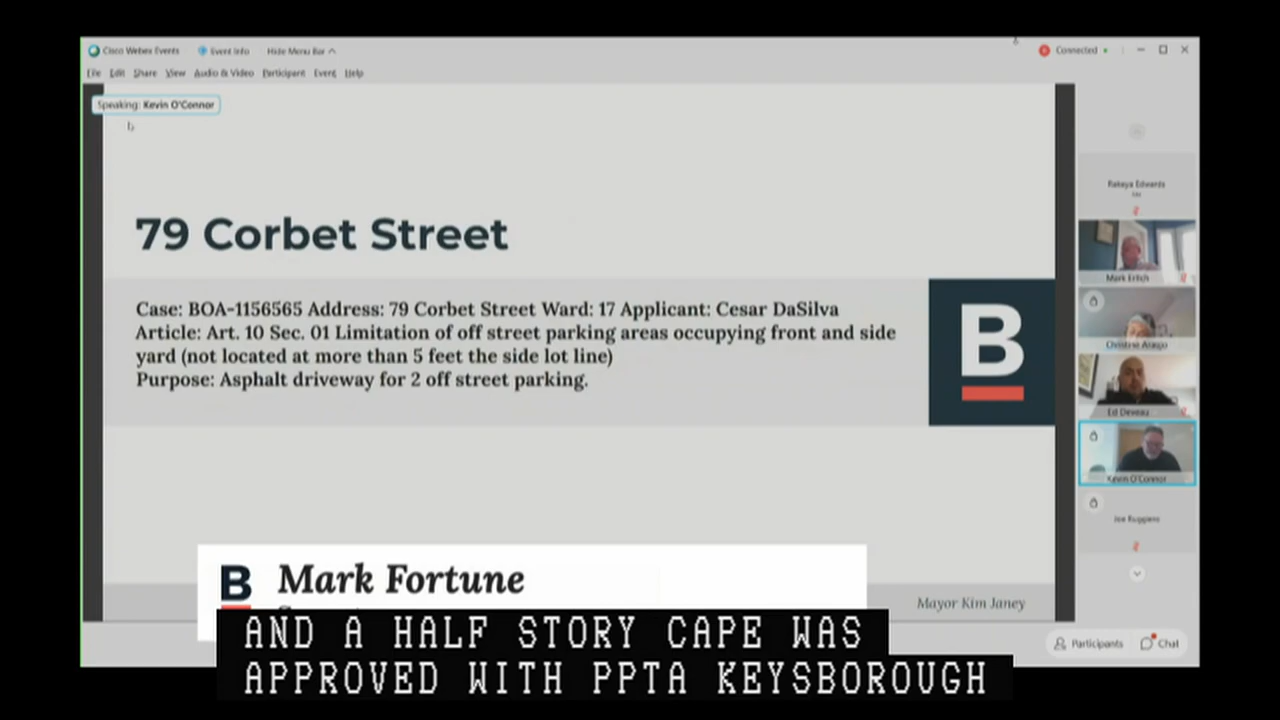 Cisco Webex Events Event Info Hide Menu Bar
Connected
File Edit Share View Audio & Video Participant Event Help
Speaking: Kevin O'Connor
79 Corbet Street
Case: BOA-1156565 Address: 79 Corbet Street Ward: 17 Applicant: Cesar DaSilva
Article: Art. 10 Sec. 01 Limitation of off street parking areas occupying front and side
yard (not located at more than 5 feet the side lot line)
Purpose: Asphalt driveway for 2 off street parking.
B
Rekeya Edwards
Mark Erlich
Christine Araujo
Ed Deveau
Kevin O'Connor
Joe Ruggiero
B Mark Fortune
Mayor Kim Janey
AND A HALF STORY CAPE WAS
APPROVED WITH PPTA KEYSBOROUGH
Participants Chat